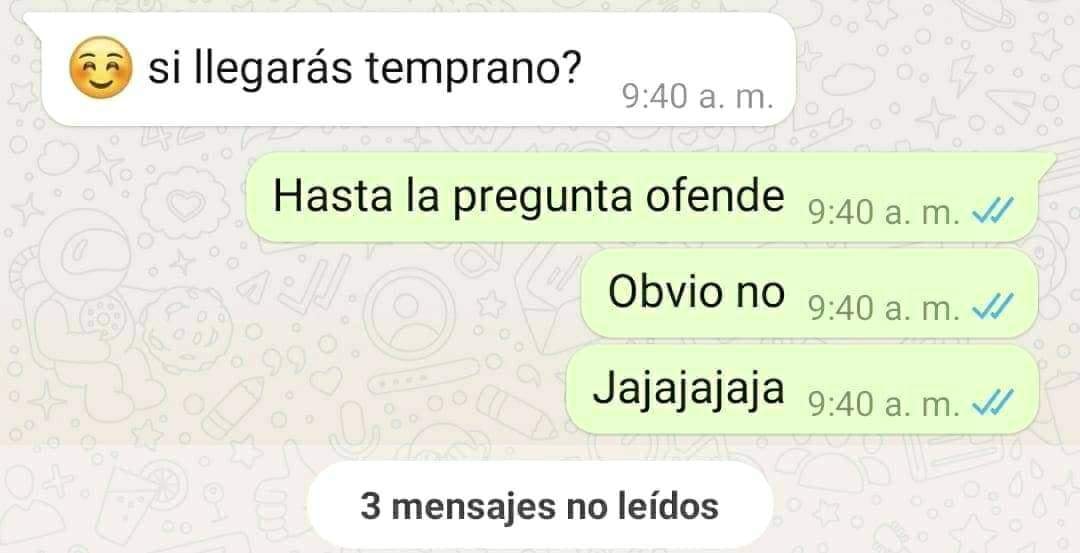 ☺️ si llegarás temprano?
9:40 a. m.
Hasta la pregunta ofende 9:40 a. m.
Obvio no 9:40 a. m.
Jajajajaja 9:40 a. m.
3 mensajes no leídos